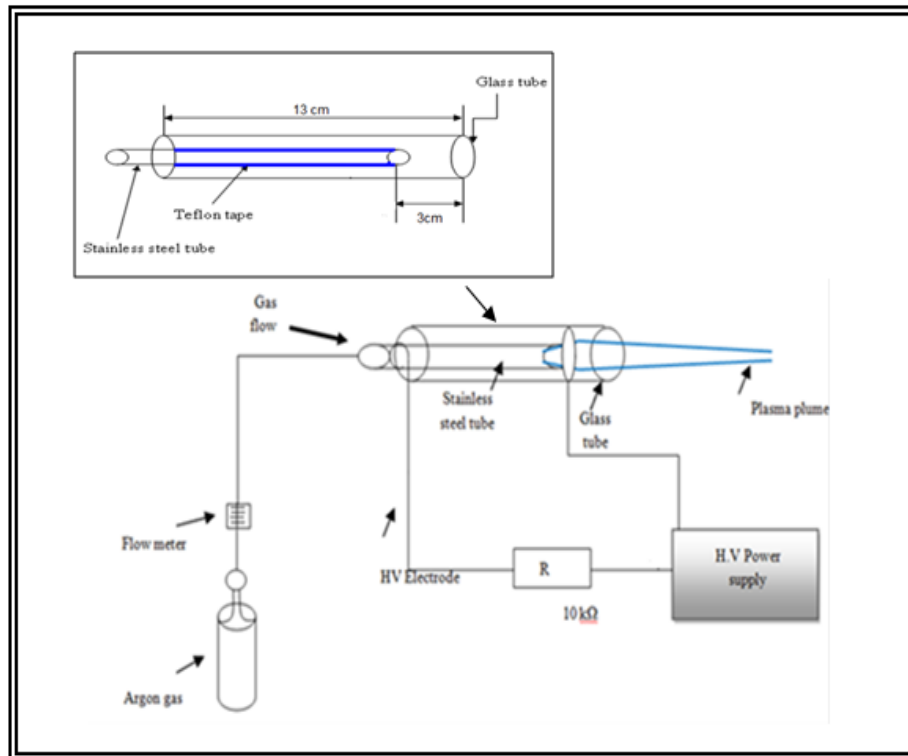 Glass tube
13 cm
Teflon tape
3cm
Stainless steel tube
Gas
flow
Stainless
steel tube
Glass
tube
Plasma plume
Flow meter
HV Electrode
R
H.V Power
supply
10 kΩ
Argon gas